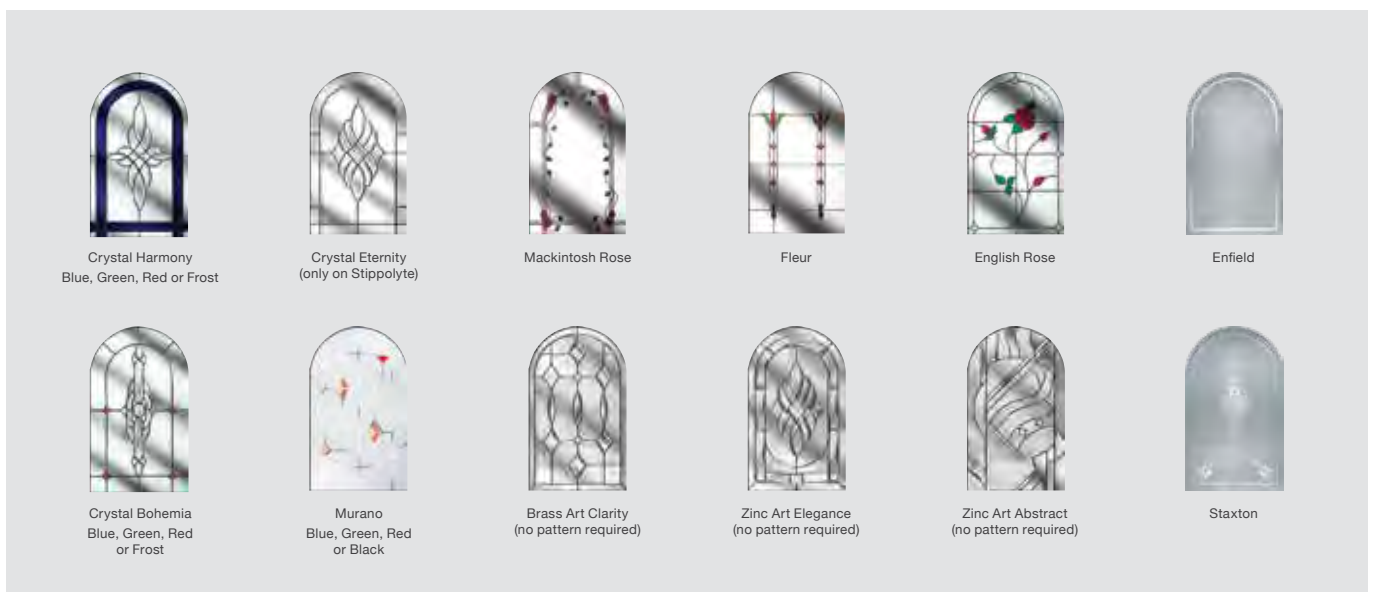 Crystal Harmony
Blue, Green, Red or Frost
Crystal Eternity
(only on Stippolyte)
Mackintosh Rose
Fleur
English Rose
Enfield
Crystal Bohemia
Blue, Green, Red
or Frost
Murano
Blue, Green, Red
or Black
Brass Art Clarity
(no pattern required)
Zinc Art Elegance
(no pattern required)
Zinc Art Abstract
(no pattern required)
Staxton